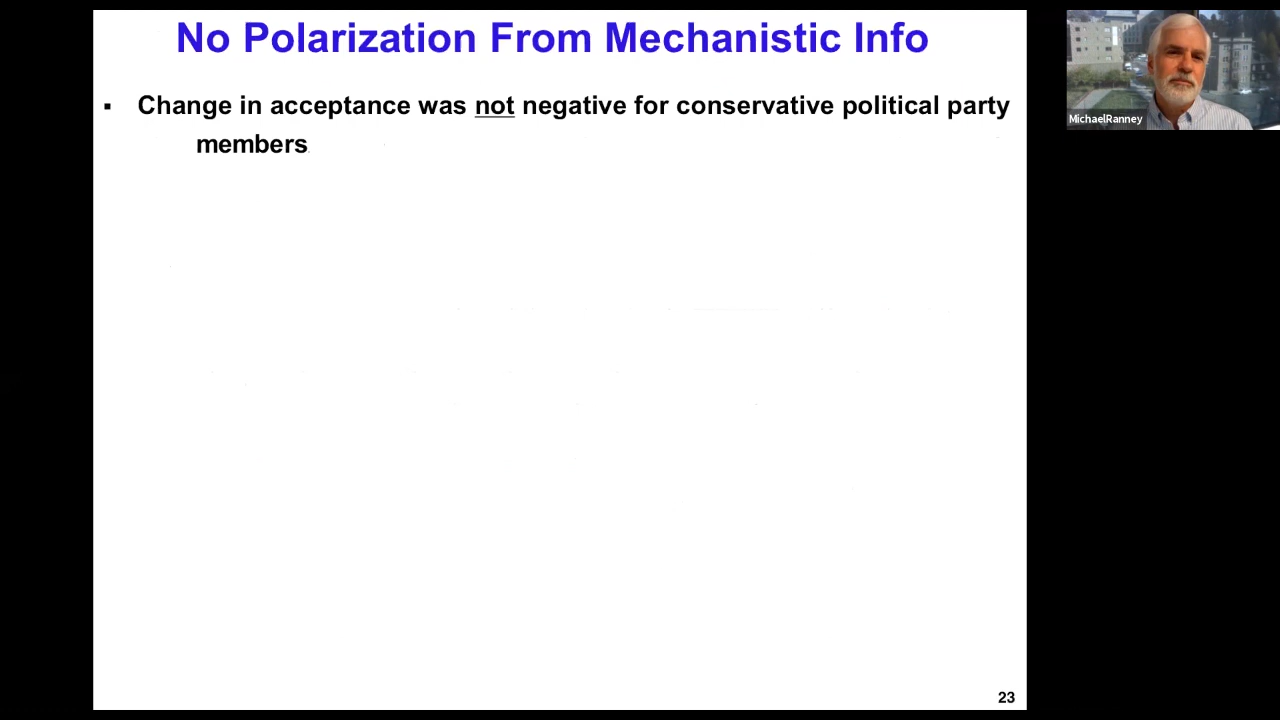 No Polarization From Mechanistic Info
▪ Change in acceptance was not negative for conservative political party
members
MichaelRanney
23